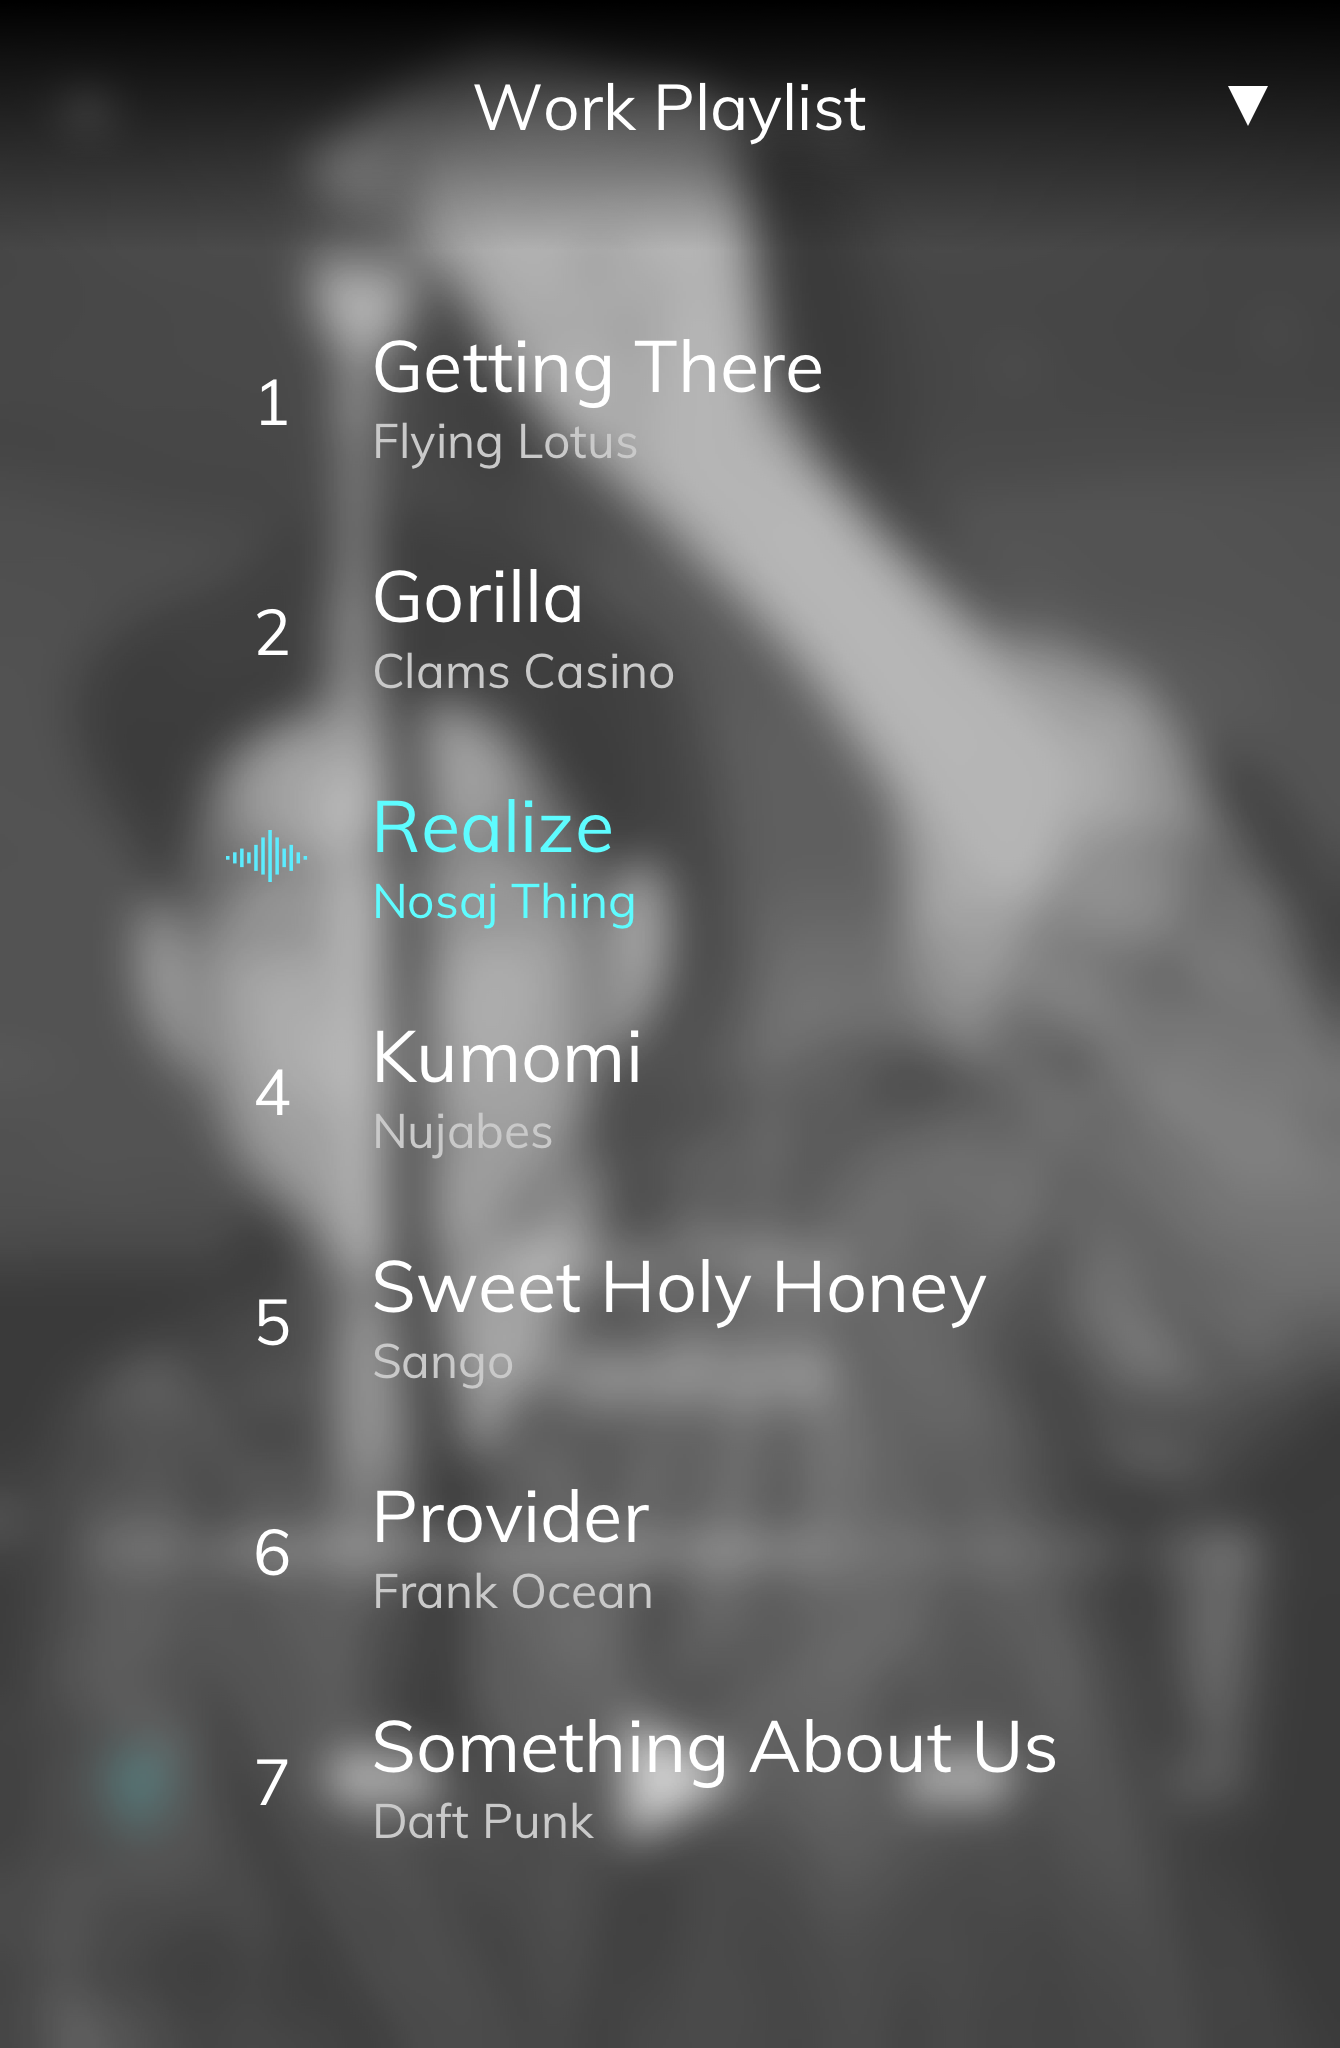 Work Playlist
1
Getting There
Flying Lotus
2
Gorilla
Clams Casino
Realize
Nosaj Thing
4
Kumomi
Nujabes
5
Sweet Holy Honey
Sango
6
Provider
Frank Ocean
7
Something About Us
Daft Punk